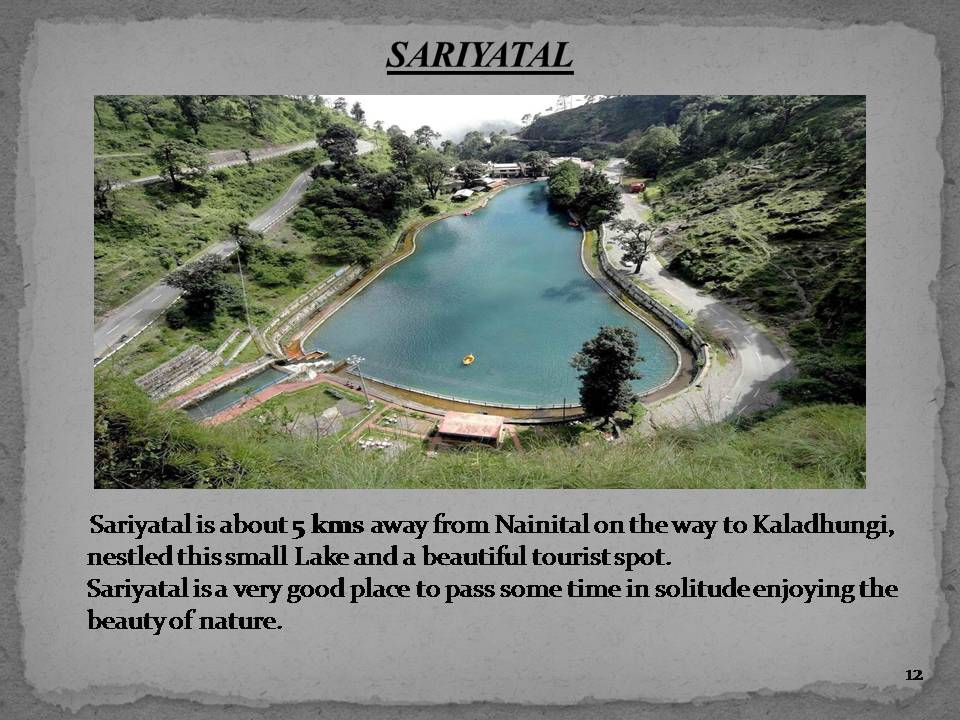 SARIYATAL
Sariyatal is about 5 kms away from Nainital on the way to Kaladhungi,
nestled this small Lake and a beautiful tourist spot.
Sariyatal is a very good place to pass some time in solitude enjoying the
beauty of nature.
12